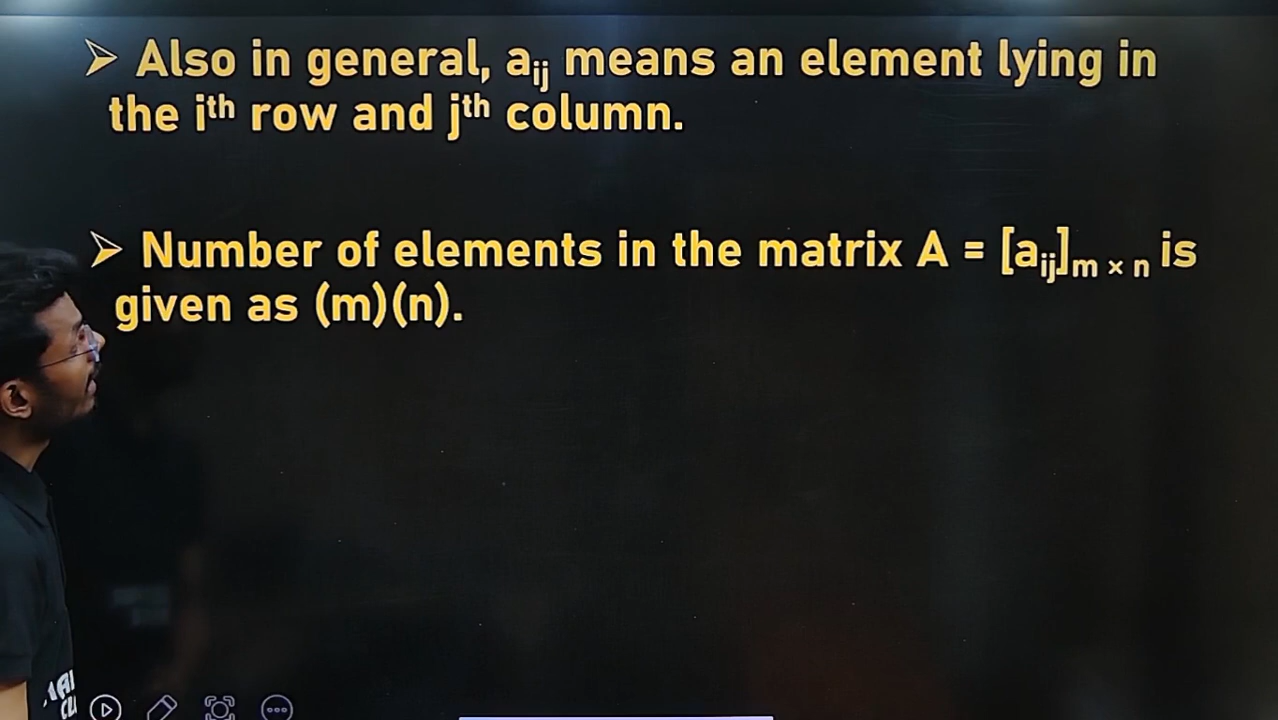 ➢ Also in general, aᵢⱼ means an element lying in
the iᵗʰ row and jᵗʰ column.
➢ Number of elements in the matrix A = [aᵢⱼ]ₘ × ₙ is
given as (m)(n).